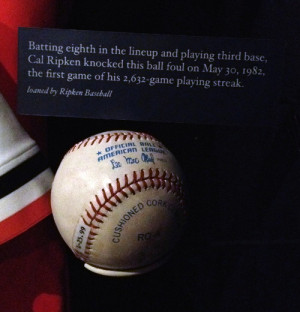 Batting eighth in the lineup and playing third base,
Cal Ripken knocked this ball foul on May 30, 1982,
the first game of his 2,632-game playing streak.
loaned by Ripken Baseball
OFFICIAL BALL
AMERICAN LEAGUE
CUSHIONED CORK
RO-A